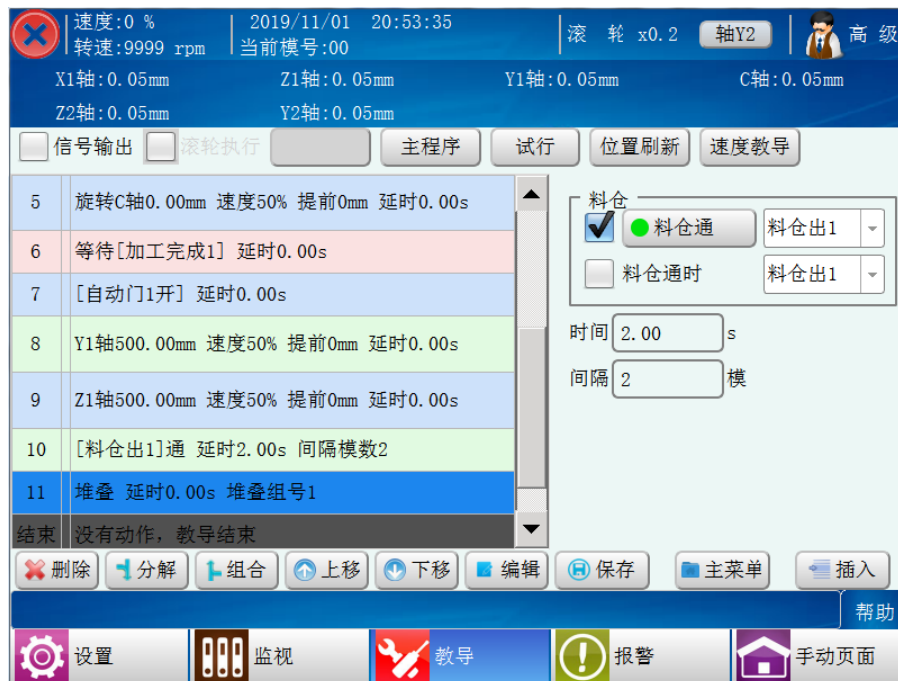 速度:0 % 2019/11/01 20:53:35 滚 轮 x0.2 轴Y2 高 级
转速:9999 rpm 当前模号:00
X1轴:0.05mm Z1轴:0.05mm Y1轴:0.05mm C轴:0.05mm
Z2轴:0.05mm Y2轴:0.05mm
信号输出 滚轮执行 主程序 试行 位置刷新 速度教导
5 旋转C轴0.00mm 速度50% 提前0mm 延时0.00s
6 等待[加工完成1] 延时0.00s
7 [自动门1开] 延时0.00s
8 Y1轴500.00mm 速度50% 提前0mm 延时0.00s
9 Z1轴500.00mm 速度50% 提前0mm 延时0.00s
10 [料仓出1]通 延时2.00s 间隔模数2
11 堆叠 延时0.00s 堆叠组号1
结束 没有动作，教导结束
料仓
料仓通 料仓出1
料仓通时 料仓出1
时间 2.00 s
间隔 2 模
删除 分解 组合 上移 下移 编辑 保存 主菜单 插入
帮助
设置 监视 教导 报警 手动页面